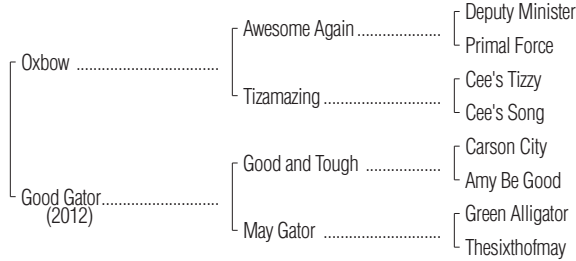 Deputy Minister
Awesome Again ....................
Primal Force
Oxbow ..................................
Cee's Tizzy
Tizamazing ............................
Cee's Song
Carson City
Good and Tough ..................
Amy Be Good
Good Gator............................
(2012)
Green Alligator
May Gator .............................
Thesixthofmay